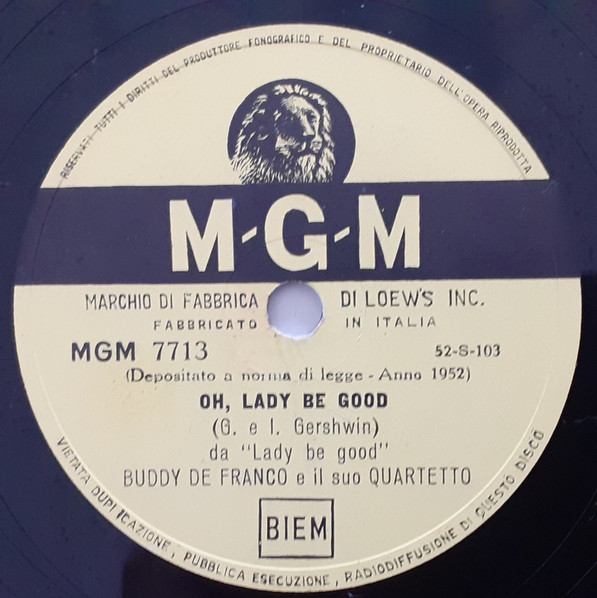 RISERVATI TUTTI I DIRITTI DEL PRODUTTORE FONOGRAFICO E DEL PROPRIETARIO DELL'OPERA RIPRODOTTA
M-G-M
MARCHIO DI FABBRICA DI LOEW'S INC.
FABBRICATO IN ITALIA
MGM 7713 52-S-103
(Depositato a norma di legge - Anno 1952)
OH, LADY BE GOOD
(G. e I. Gershwin)
da "Lady be good"
BUDDY DE FRANCO e il suo QUARTETTO
BIEM
VIETATA DUPLICAZIONE, PUBBLICA ESECUZIONE, RADIODIFFUSIONE DI QUESTO DISCO